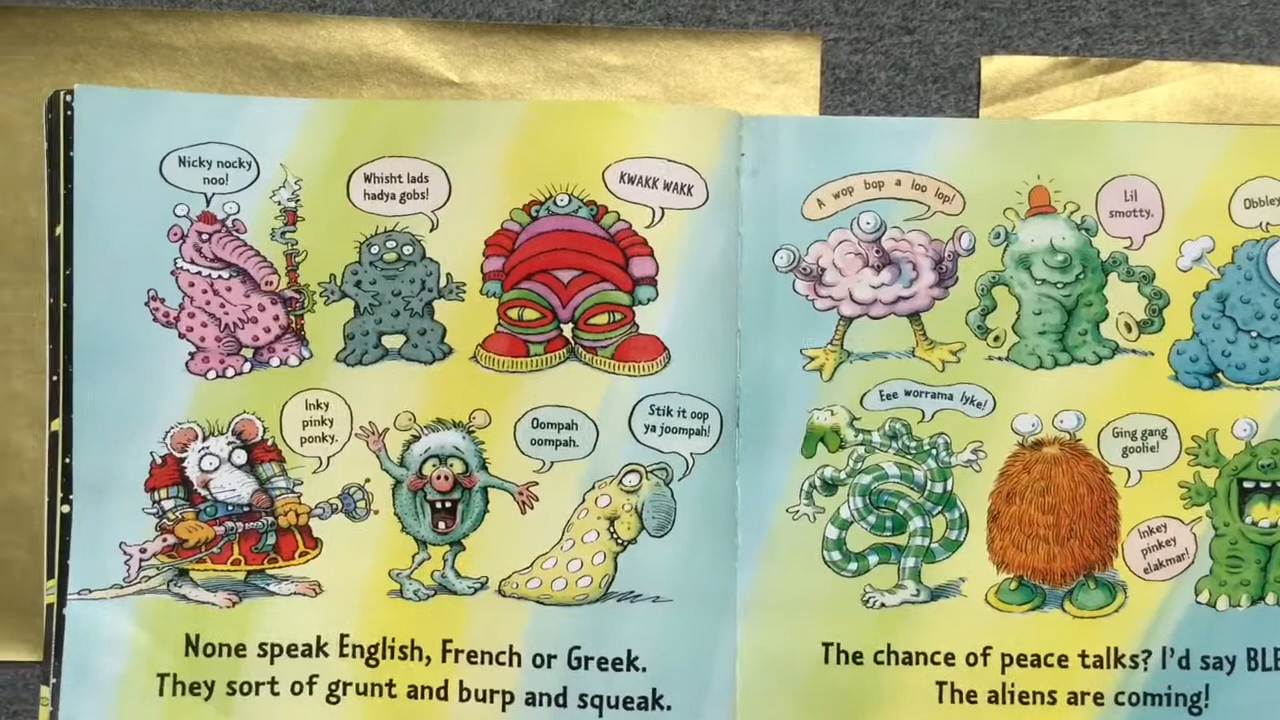 Nicky nocky
noo!
Whisht lads
hadya gobs!
KWAKK WAKK
Inky
pinky
ponky.
Oompah
oompah.
Stik it oop
ya joompah!
None speak English, French or Greek.
They sort of grunt and burp and squeak.
A wop bop a loo lop!
Lil
smotty.
Eee worrama lyke!
Ging gang
goolie!
Inkey
pinkey
elakmar!
The chance of peace talks? I'd say
The aliens are coming!